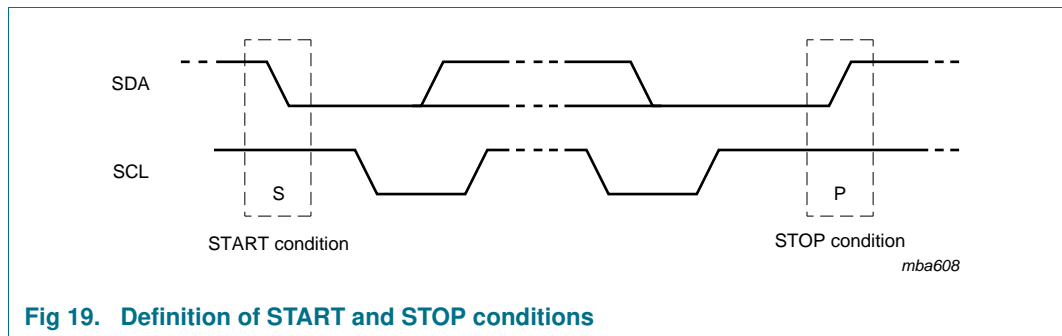 SDA
SCL
S
P
START condition
STOP condition
mba608
Fig 19. Definition of START and STOP conditions